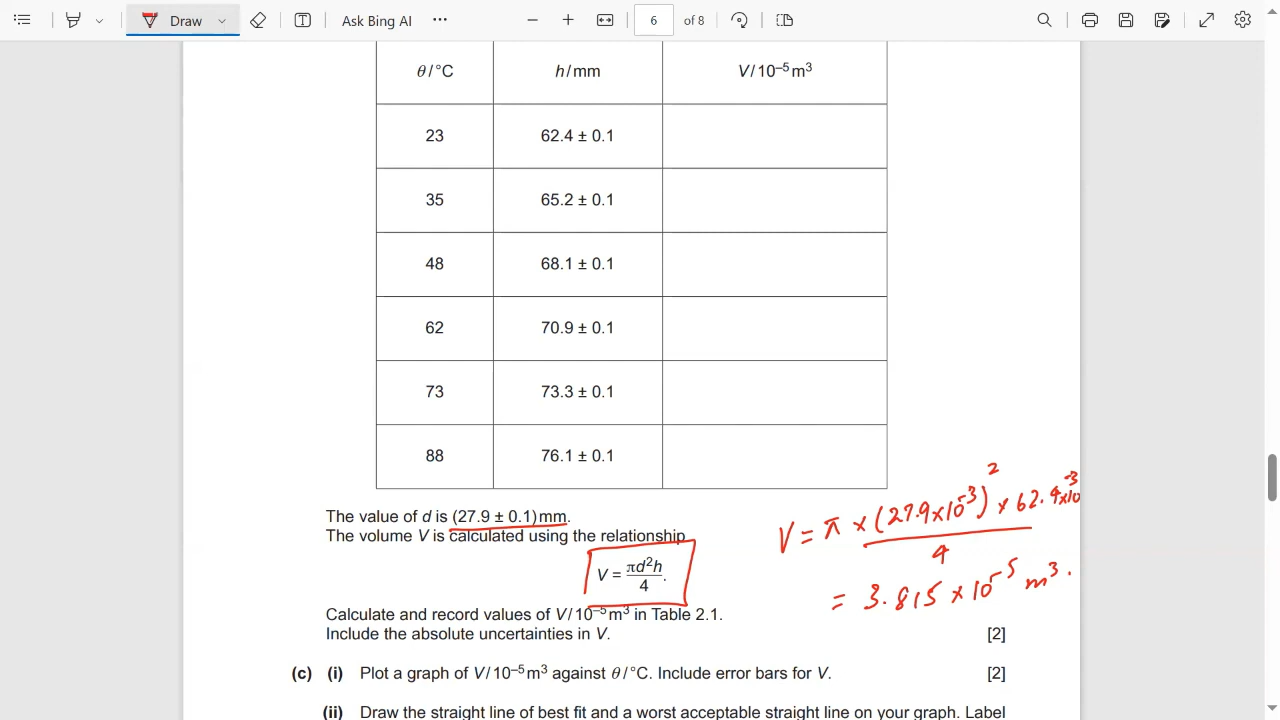 Draw
Ask Bing AI
6 of 8
θ/°C h/mm V/10⁻⁵m³
23 62.4 ± 0.1
35 65.2 ± 0.1
48 68.1 ± 0.1
62 70.9 ± 0.1
73 73.3 ± 0.1
88 76.1 ± 0.1
The value of d is (27.9 ± 0.1) mm.
The volume V is calculated using the relationship
V = πd²h/4.
V = π × (27.9×10⁻³)² × 62.4×10⁻³ / 4
= 3.815 × 10⁻⁵ m³.
Calculate and record values of V/10⁻⁵m³ in Table 2.1.
Include the absolute uncertainties in V. [2]
(c) (i) Plot a graph of V/10⁻⁵m³ against θ/°C. Include error bars for V. [2]
(ii) Draw the straight line of best fit and a worst acceptable straight line on your graph. Label